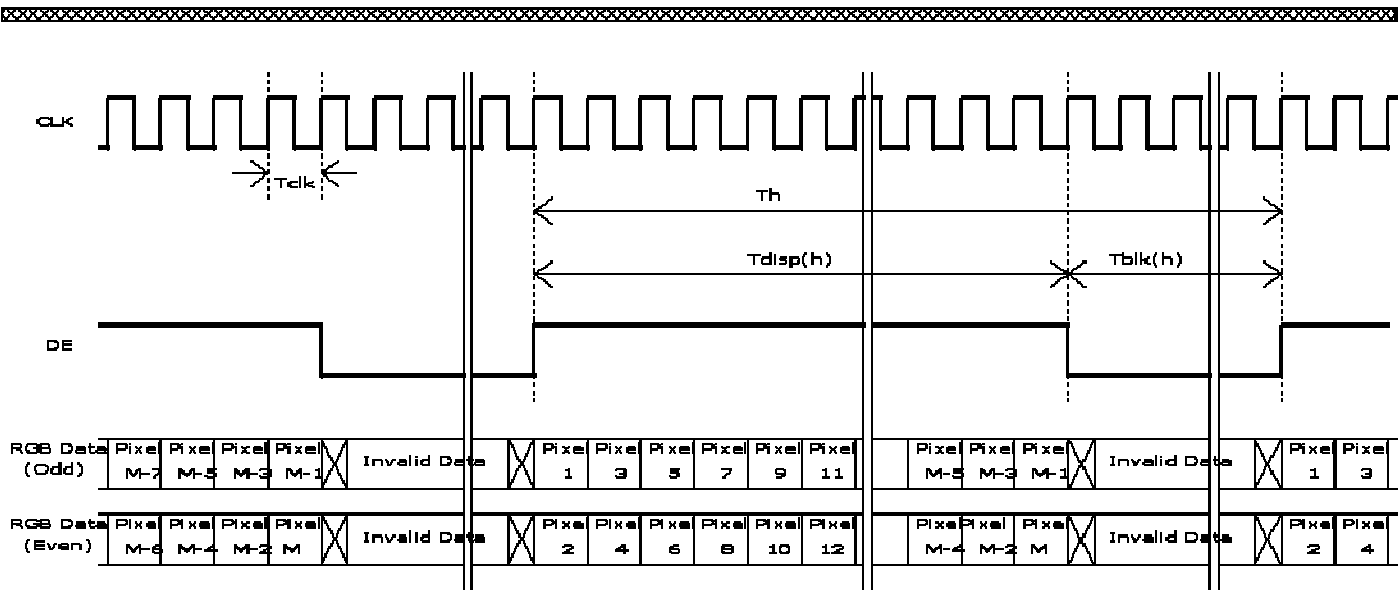 CLK
Tclk
Th
Tdisp(h) Tblk(h)
DE
RGB Data Pixel Pixel Pixel Pixel Invalid Data Pixel Pixel Pixel Pixel Pixel Pixel Pixel Pixel Pixel Invalid Data Pixel Pixel
(Odd) M-7 M-5 M-3 M-1 1 3 5 7 9 11 M-5 M-3 M-1 1 3
RGB Data Pixel Pixel Pixel Pixel Invalid Data Pixel Pixel Pixel Pixel Pixel Pixel Pixel Pixel Pixel Invalid Data Pixel Pixel
(Even) M-6 M-4 M-2 M 2 4 6 8 10 12 M-4 M-2 M 2 4